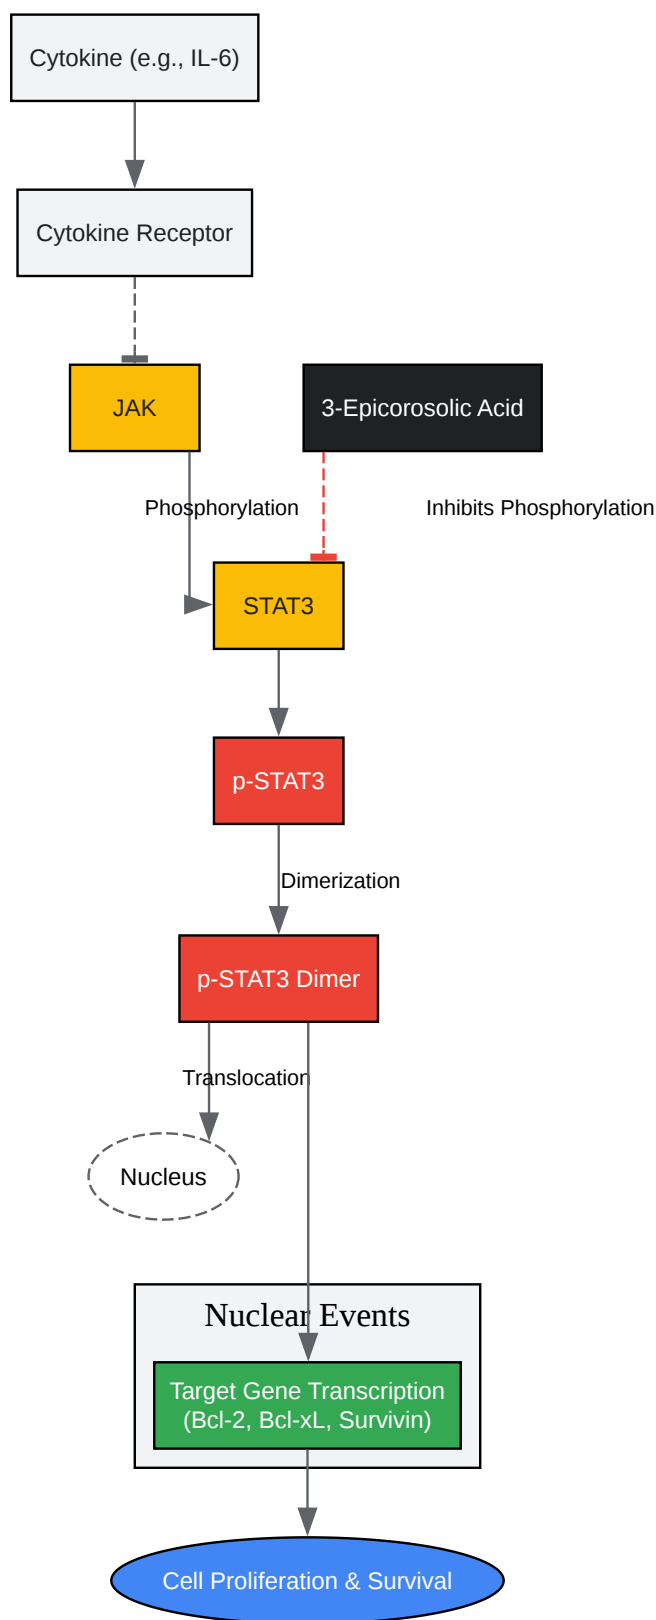 Cytokine (e.g., IL-6)
Cytokine Receptor
JAK
3-Epicorosolic Acid
Phosphorylation
Inhibits Phosphorylation
STAT3
p-STAT3
Dimerization
p-STAT3 Dimer
Translocation
Nucleus
Nuclear Events
Target Gene Transcription
(Bcl-2, Bcl-xL, Survivin)
Cell Proliferation & Survival